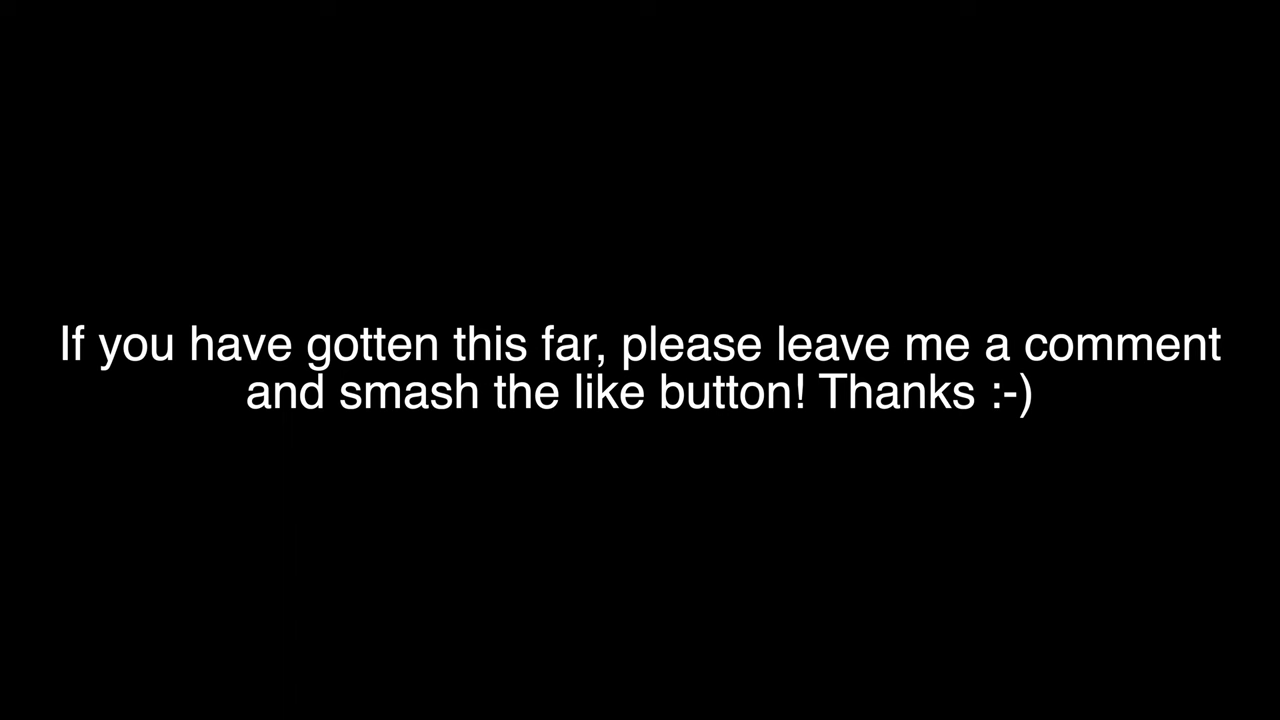 If you have gotten this far, please leave me a comment
and smash the like button! Thanks :-)